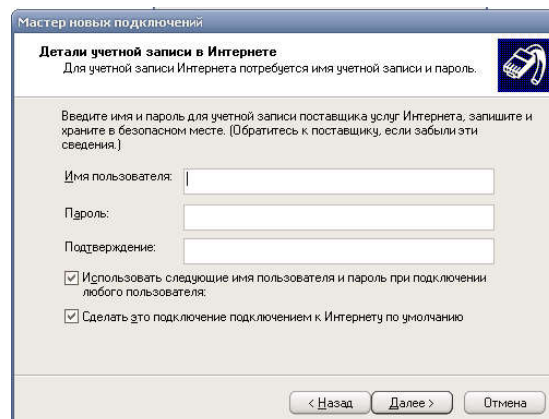 Мастер новых подключений
Детали учетной записи в Интернете
Для учетной записи Интернета потребуется имя учетной записи и пароль.
Введите имя и пароль для учетной записи поставщика услуг Интернета, запишите и
храните в безопасном месте. (Обратитесь к поставщику, если забыли эти
сведения.)
Имя пользователя:
Пароль:
Подтверждение:
Использовать следующие имя пользователя и пароль при подключении
любого пользователя:
Сделать это подключение подключением к Интернету по умолчанию
< Назад
Далее >
Отмена